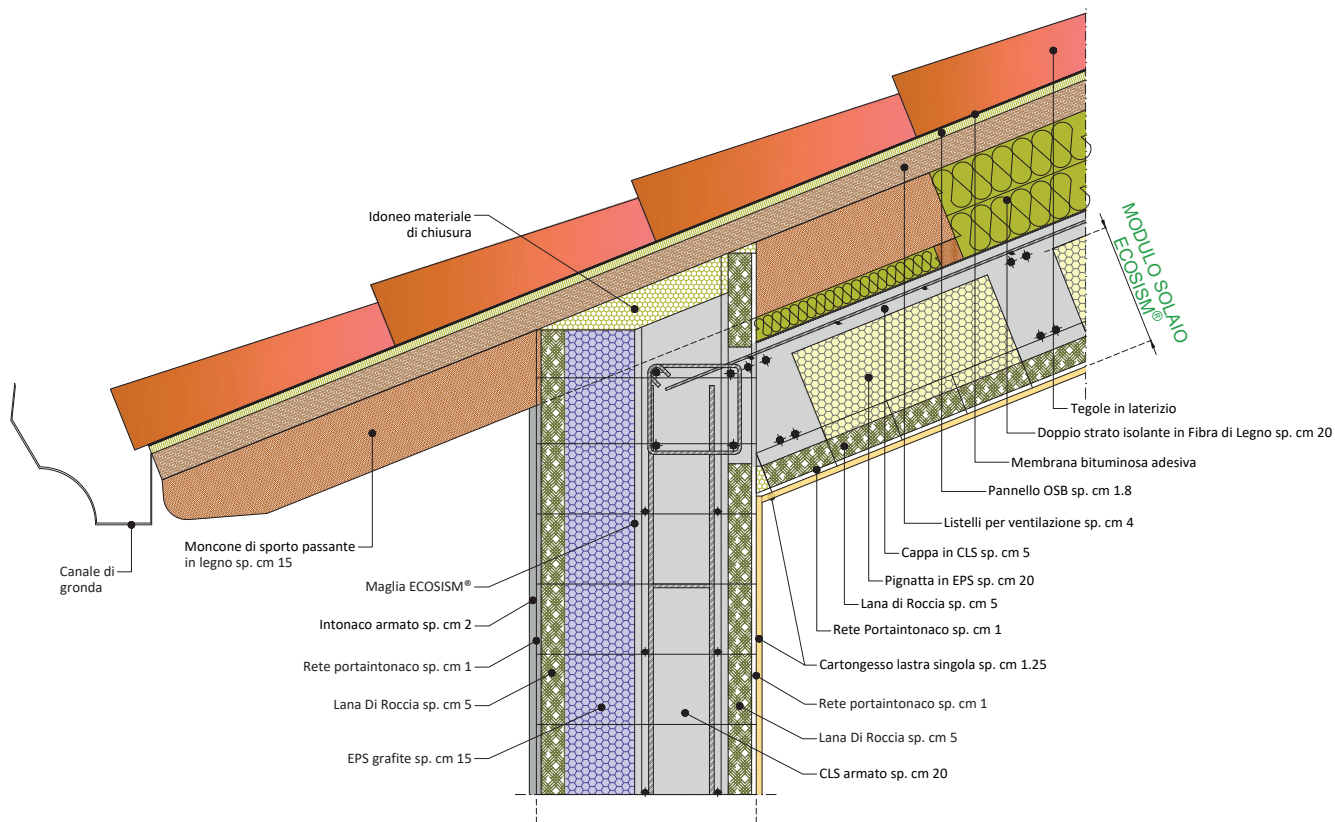 Idoneo materiale
di chiusura
MODULO SOLAIO
ECOSISM®
Tegole in laterizio
Doppio strato isolante in Fibra di Legno sp. cm 20
Membrana bituminosa adesiva
Pannello OSB sp. cm 1.8
Listelli per ventilazione sp. cm 4
Cappa in CLS sp. cm 5
Pignatta in EPS sp. cm 20
Lana di Roccia sp. cm 5
Rete Portaintonaco sp. cm 1
Cartongesso lastra singola sp. cm 1.25
Rete portaintonaco sp. cm 1
Lana Di Roccia sp. cm 5
CLS armato sp. cm 20
Canale di
gronda
Moncone di sporto passante
in legno sp. cm 15
Maglia ECOSISM®
Intonaco armato sp. cm 2
Rete portaintonaco sp. cm 1
Lana Di Roccia sp. cm 5
EPS grafite sp. cm 15